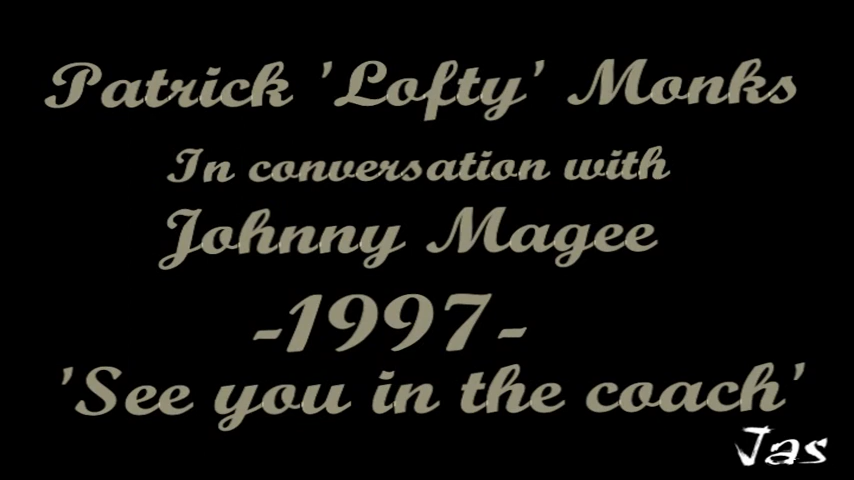 Patrick 'Lofty' Monks
In conversation with
Johnny Magee
-1997-
'See you in the coach'
Jas